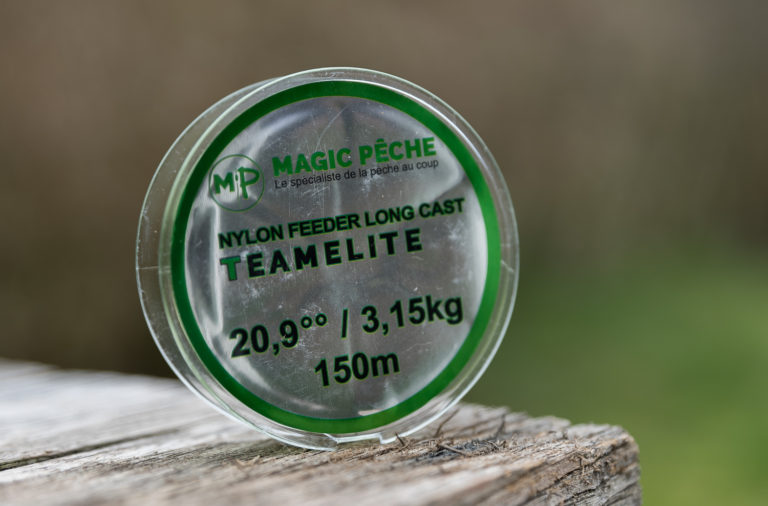 MP
MAGIC PÊCHE
Le spécialiste de la pêche au coup
NYLON FEEDER LONG CAST
TEAMELITE
20,9°° / 3,15kg
150m